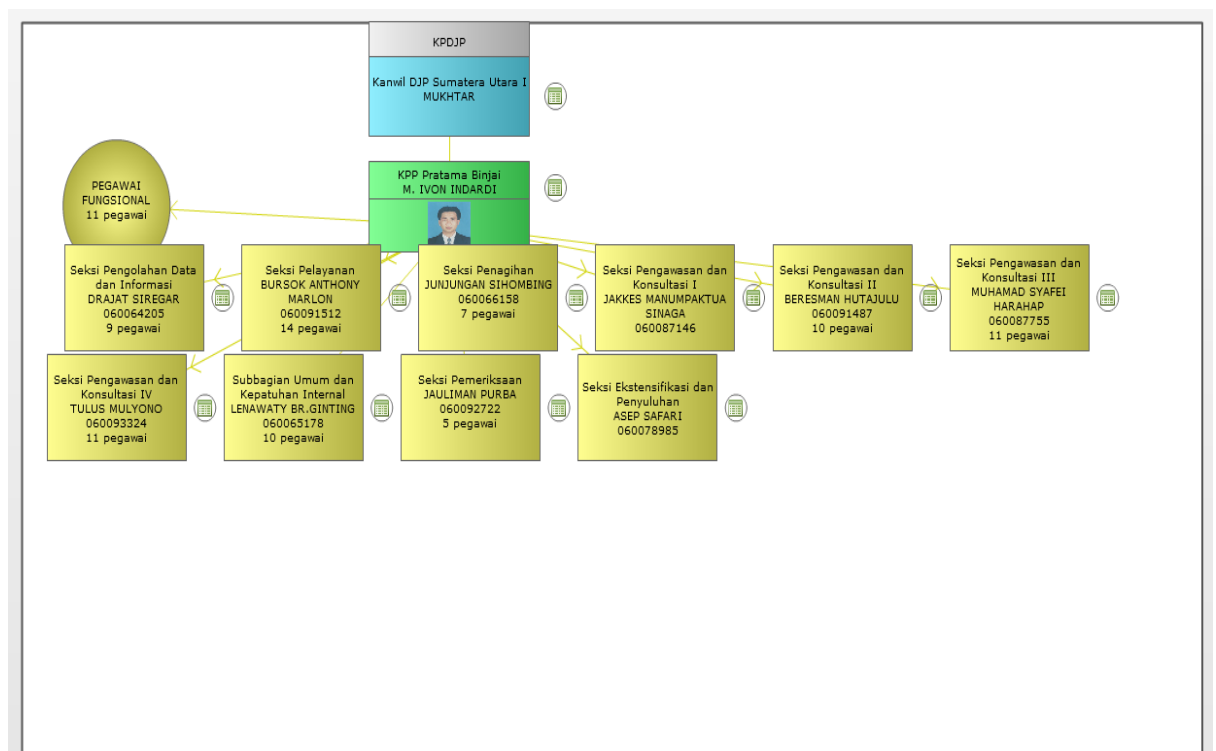 KPDJP
Kanwil DJP Sumatera Utara I
MUKHTAR
KPP Pratama Binjai
M. IVON INDARDI
PEGAWAI
FUNGSIONAL
11 pegawai
Seksi Pengolahan Data
dan Informasi
DRAJAT SIREGAR
060064205
9 pegawai
Seksi Pelayanan
BURSOK ANTHONY
MARLON
060091512
14 pegawai
Seksi Penagihan
JUNJUNGAN SIHOMBING
060066158
7 pegawai
Seksi Pengawasan dan
Konsultasi I
JAKKES MANUMPAKTUA
SINAGA
060087146
Seksi Pengawasan dan
Konsultasi II
BERESMAN HUTAJULU
060091487
10 pegawai
Seksi Pengawasan dan
Konsultasi III
MUHAMAD SYAFEI
HARAHAP
060087755
11 pegawai
Seksi Pengawasan dan
Konsultasi IV
TULUS MULYONO
060093324
11 pegawai
Subbagian Umum dan
Kepatuhan Internal
LENAWATY BR.GINTING
060065178
10 pegawai
Seksi Pemeriksaan
JAULIMAN PURBA
060092722
5 pegawai
Seksi Ekstensifikasi dan
Penyuluhan
ASEP SAFARI
060078985